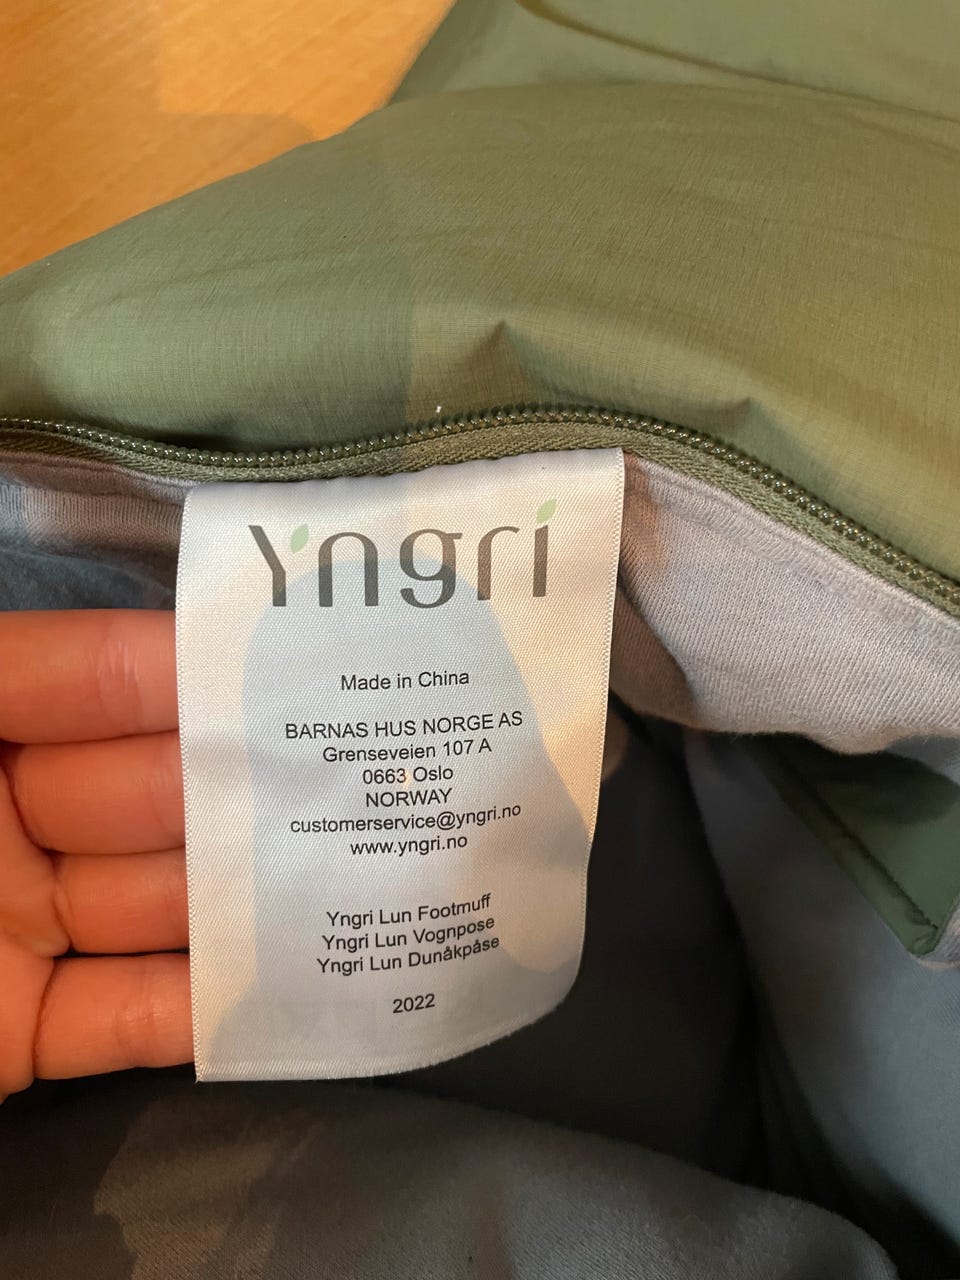 Yngri
Made in China
BARNAS HUS NORGE AS
Grenseveien 107 A
0663 Oslo
NORWAY
customerservice@yngri.no
www.yngri.no
Yngri Lun Footmuff
Yngri Lun Vognpose
Yngri Lun Dunåkpåse
2022